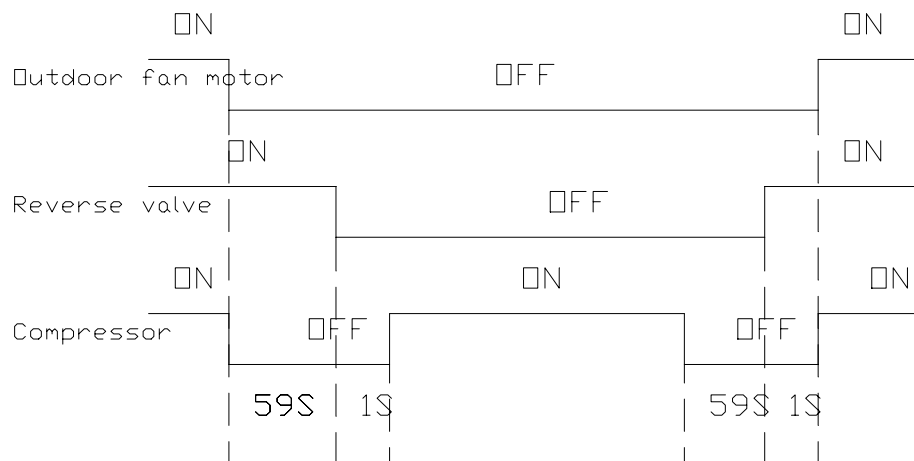 ON ON
Outdoor fan motor OFF
ON ON
Reverse valve OFF
ON ON ON
Compressor OFF OFF
59S 1S 59S 1S